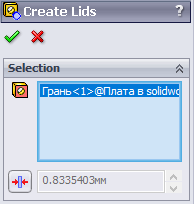 Create Lids
Selection
Грань<1>@Плата в solidwo
0.8335403мм